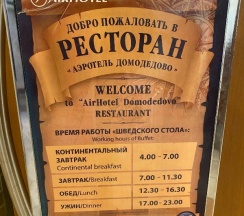 AIRHOTEL
ДОБРО ПОЖАЛОВАТЬ В
РЕСТОРАН
"АЭРОТЕЛЬ ДОМОДЕДОВО"
WELCOME
to "AirHotel Domodedovo"
RESTAURANT
ВРЕМЯ РАБОТЫ «ШВЕДСКОГО СТОЛА»:
Working hours of Buffet:
КОНТИНЕНТАЛЬНЫЙ
ЗАВТРАК 4.00 -7.00
Continental breakfast
ЗАВТРАК/Breakfast 7.00 -11.30
ОБЕД/Lunch 12.30 -16.30
УЖИН/Dinner 17.00 -23.00